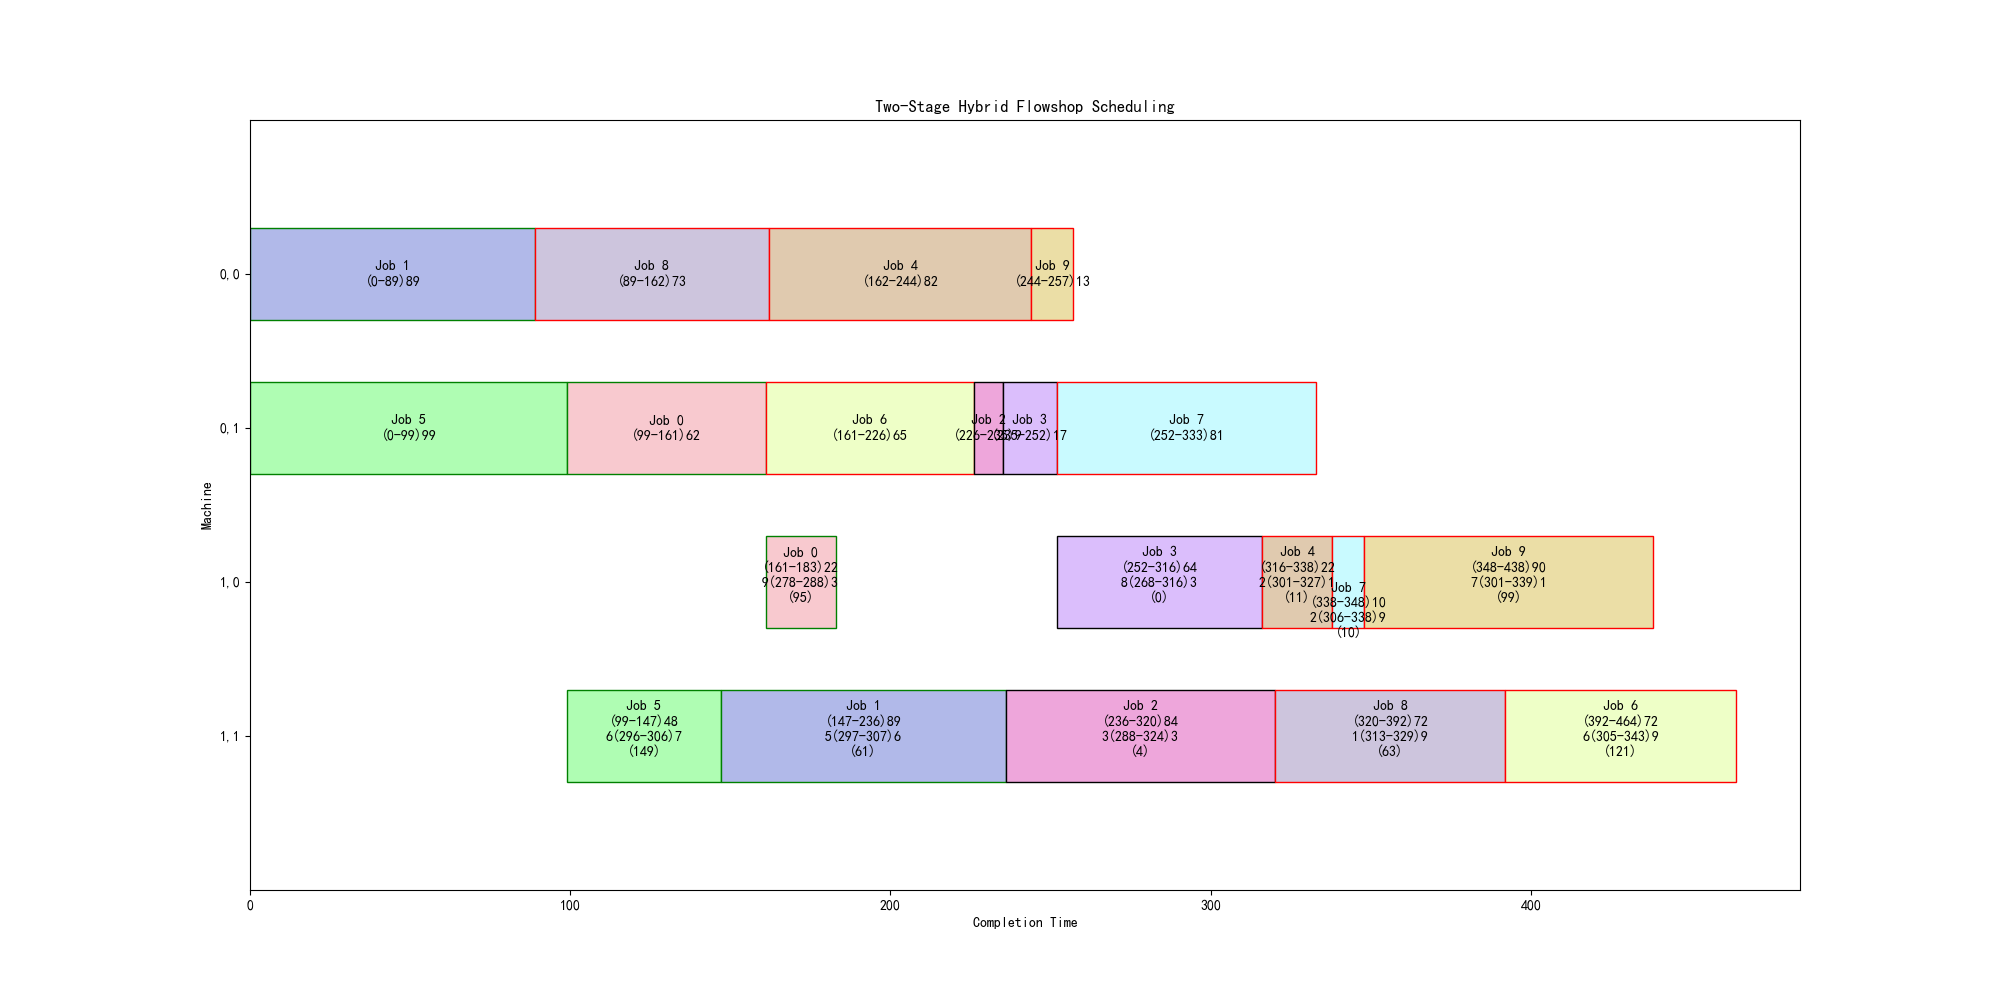 Two-Stage Hybrid Flowshop Scheduling
Machine
0,0
Job 1
(0-89)89
Job 8
(89-162)73
Job 4
(162-244)82
Job 9
(244-257)13
0,1
Job 5
(0-99)99
Job 0
(99-161)62
Job 6
(161-226)65
Job 2
Job 3
Job 7
(252-333)81
1,0
Job 0
(161-183)22
9(278-288)3
(95)
Job 3
(252-316)64
8(268-316)3
(0)
Job 4
(316-338)22
2(301-327)1
(11)
Job 7
(338-348)10
2(306-338)9
(10)
Job 9
(348-438)90
7(301-339)1
(99)
1,1
Job 5
(99-147)48
6(296-306)7
(149)
Job 1
(147-236)89
5(297-307)6
(61)
Job 2
(236-320)84
3(288-324)3
(4)
Job 8
(320-392)72
1(313-329)9
(63)
Job 6
(392-464)72
6(305-343)9
(121)
0
100
200
300
400
Completion Time